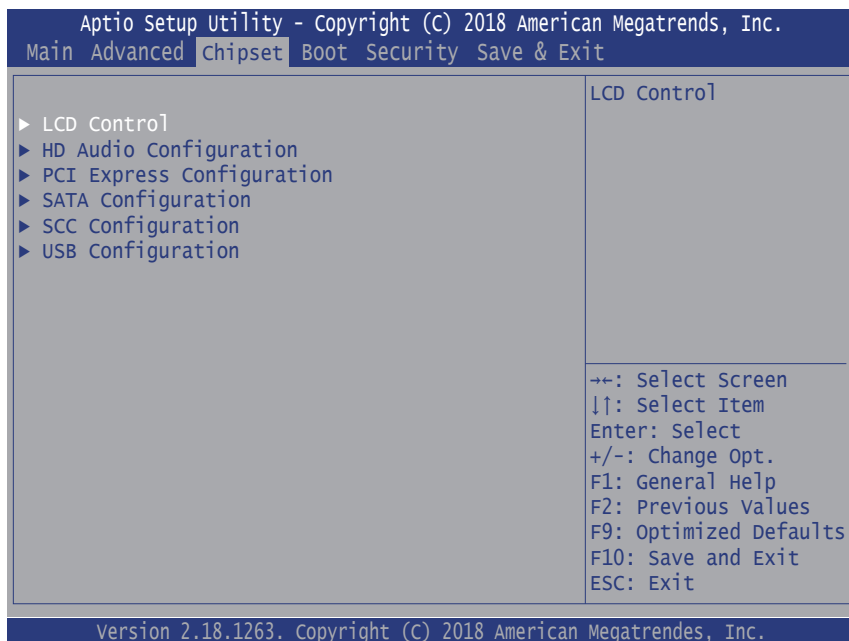 Aptio Setup Utility - Copyright (C) 2018 American Megatrends, Inc.
Main Advanced Chipset Boot Security Save & Exit
LCD Control
► LCD Control
► HD Audio Configuration
► PCI Express Configuration
► SATA Configuration
► SCC Configuration
► USB Configuration
→←: Select Screen
↓↑: Select Item
Enter: Select
+/-: Change Opt.
F1: General Help
F2: Previous Values
F9: Optimized Defaults
F10: Save and Exit
ESC: Exit
Version 2.18.1263. Copyright (C) 2018 American Megatrendes, Inc.